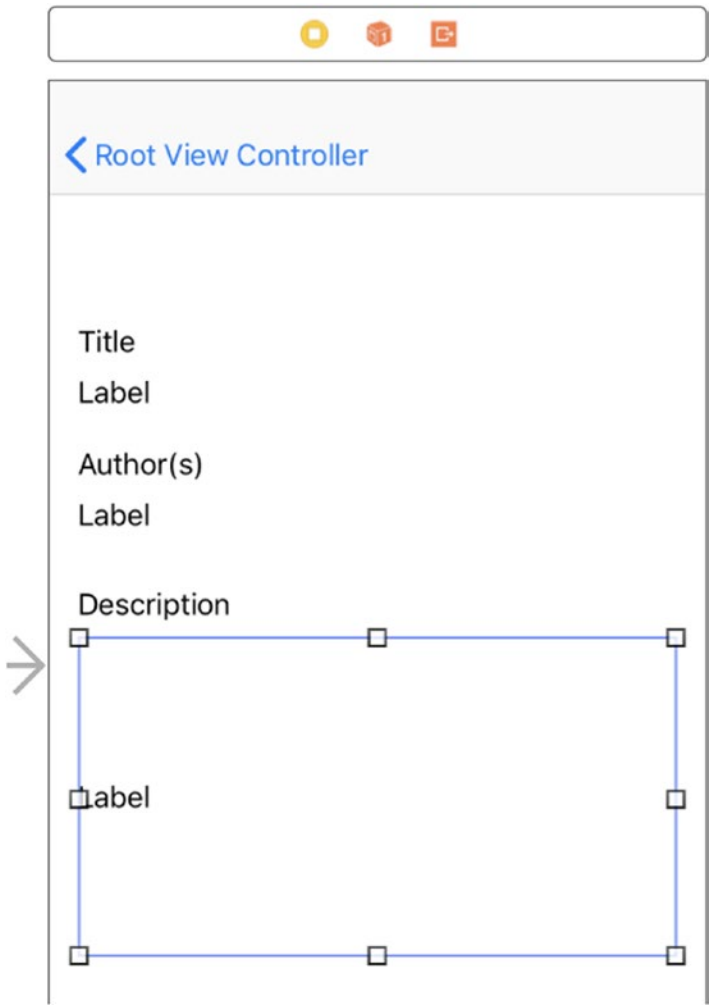 Root View Controller
Title
Label
Author(s)
Label
Description
Label